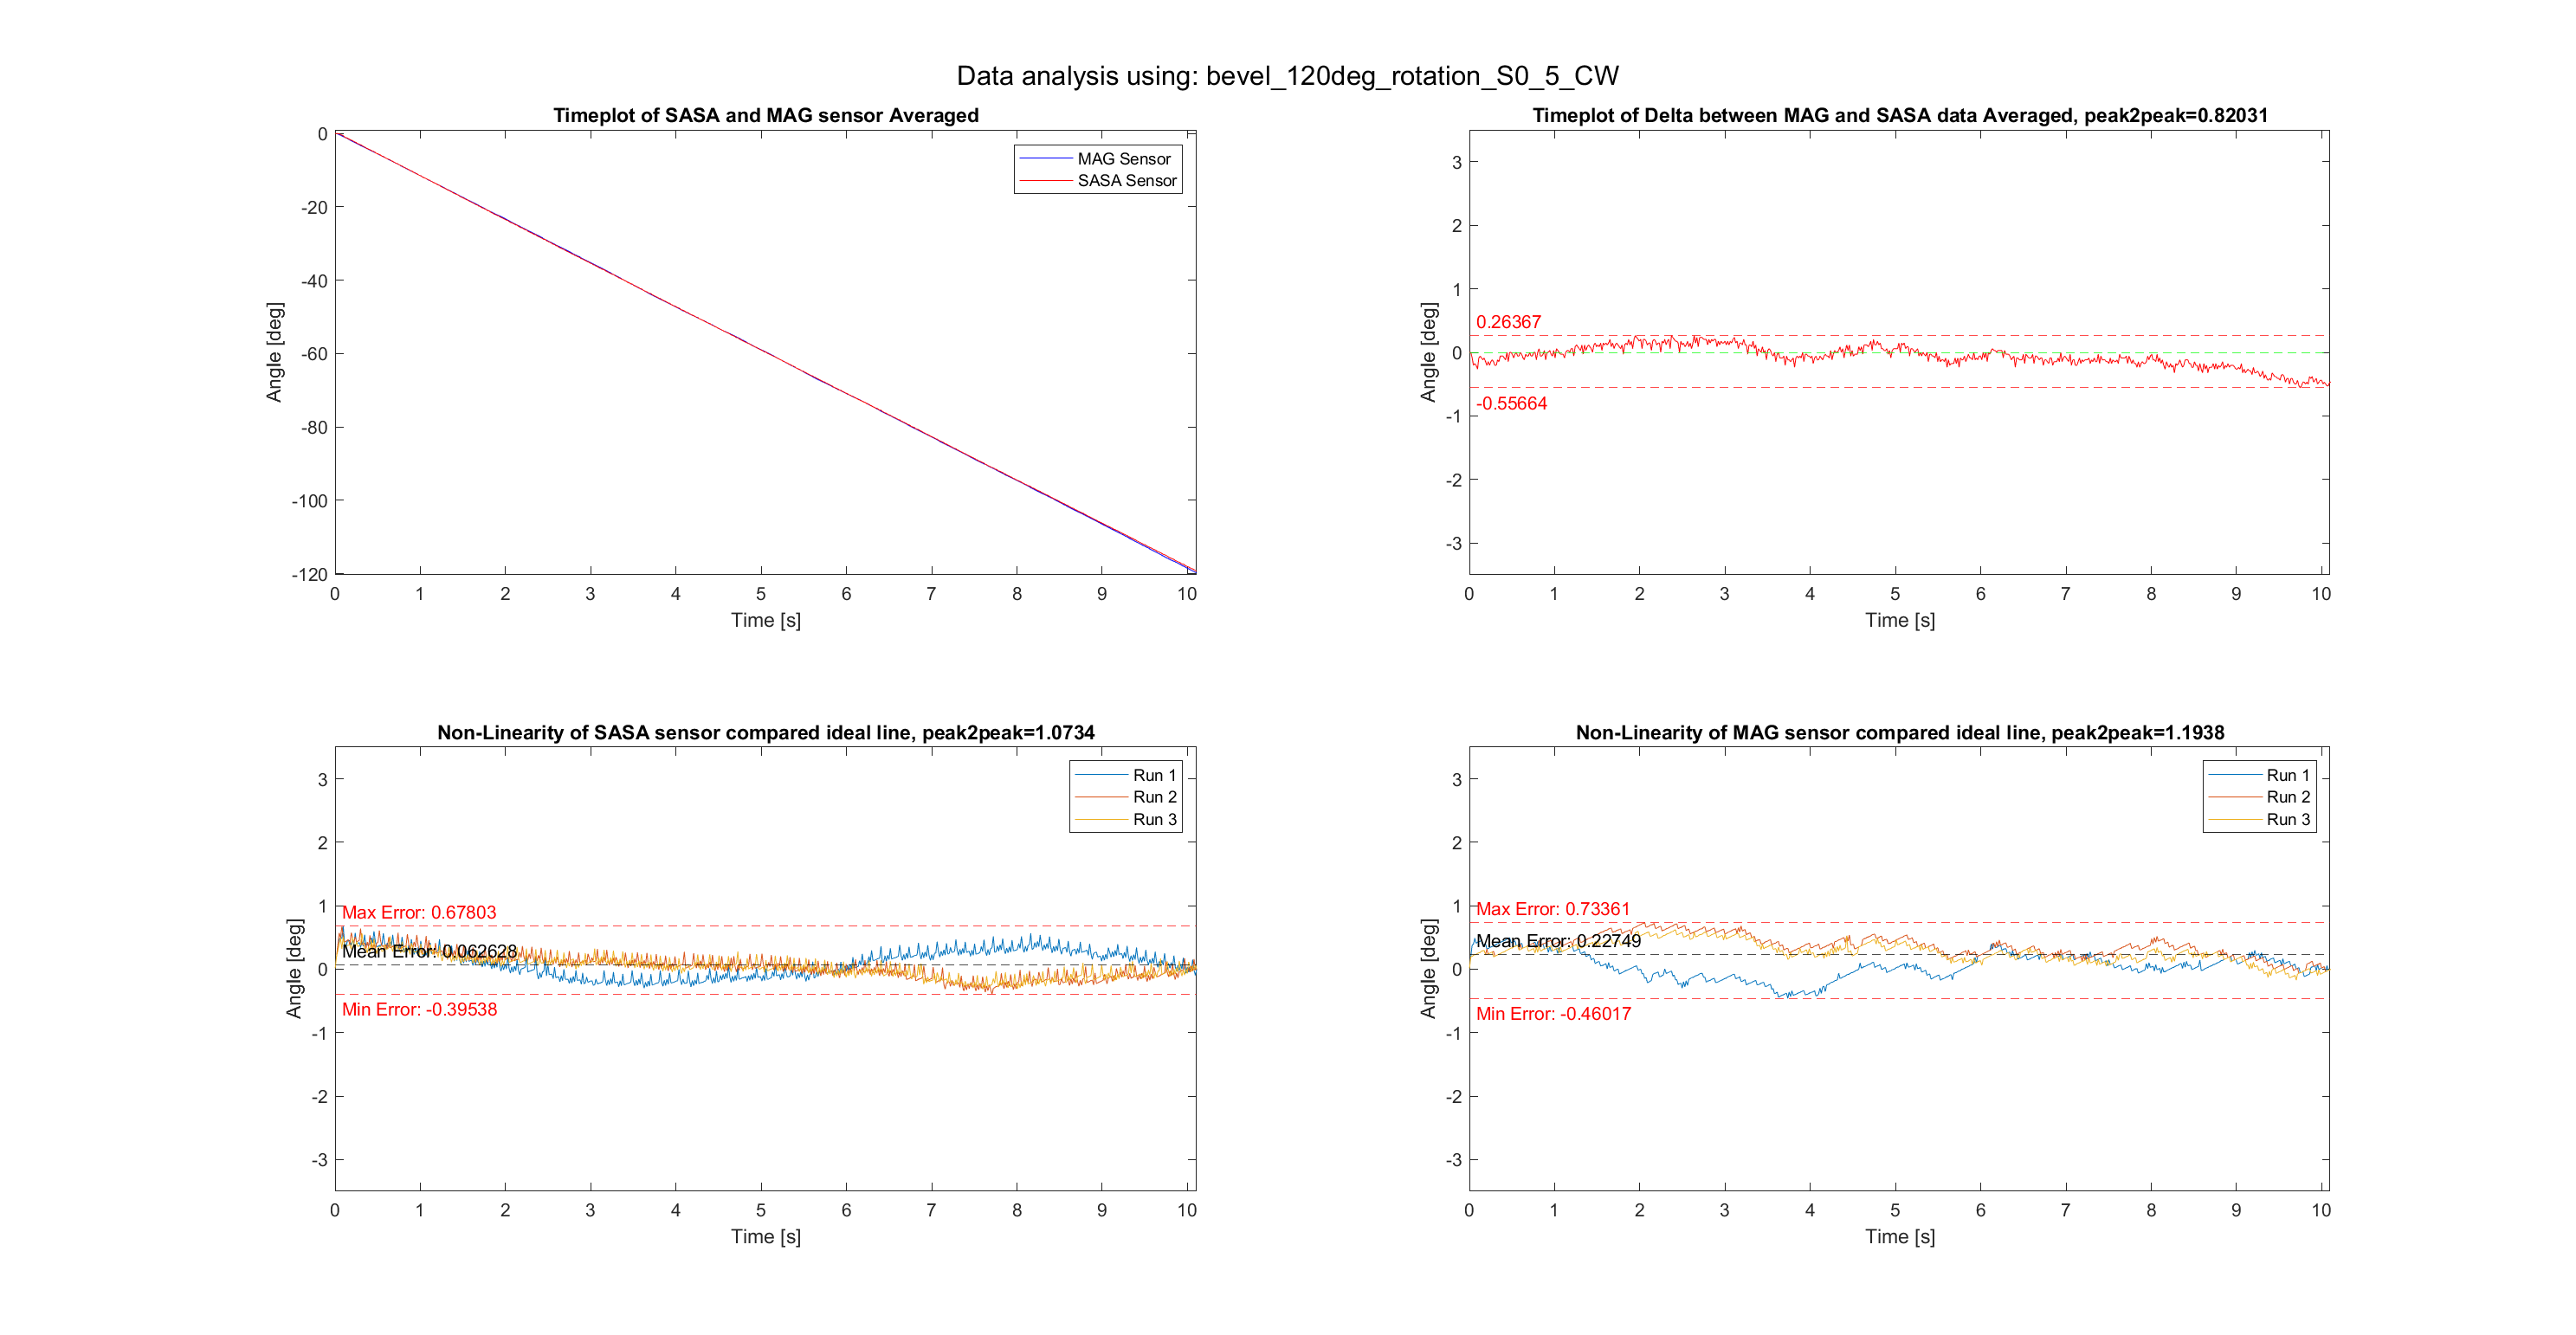 Data analysis using: bevel_120deg_rotation_S0_5_CW
Timeplot of SASA and MAG sensor Averaged
MAG Sensor
SASA Sensor
0
-20
-40
-60
-80
-100
-120
Angle [deg]
0 1 2 3 4 5 6 7 8 9 10
Time [s]
Timeplot of Delta between MAG and SASA data Averaged, peak2peak=0.82031
3
2
1
0
-1
-2
-3
Angle [deg]
0.26367
-0.55664
0 1 2 3 4 5 6 7 8 9 10
Time [s]
Non-Linearity of SASA sensor compared ideal line, peak2peak=1.0734
Run 1
Run 2
Run 3
3
2
1
0
-1
-2
-3
Angle [deg]
Max Error: 0.67803
Mean Error: 0.062628
Min Error: -0.39538
0 1 2 3 4 5 6 7 8 9 10
Time [s]
Non-Linearity of MAG sensor compared ideal line, peak2peak=1.1938
Run 1
Run 2
Run 3
3
2
1
0
-1
-2
-3
Angle [deg]
Max Error: 0.73361
Mean Error: 0.22749
Min Error: -0.46017
0 1 2 3 4 5 6 7 8 9 10
Time [s]